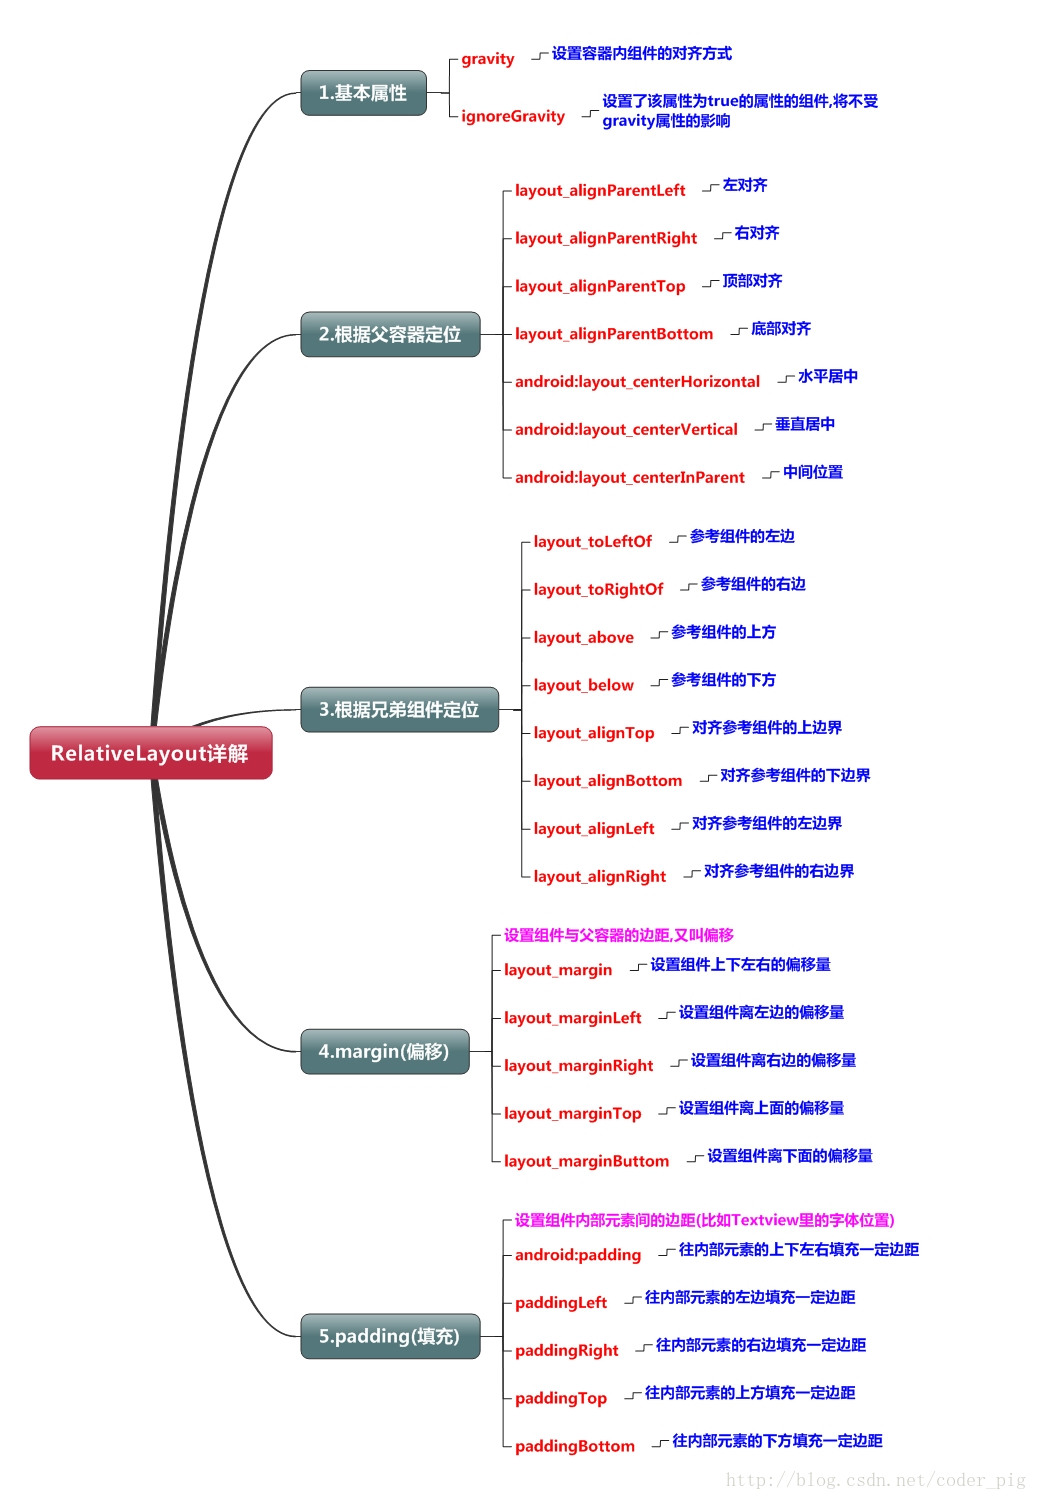 1.基本属性
gravity
设置容器内组件的对齐方式
ignoreGravity
设置了该属性为true的属性的组件,将不受
gravity属性的影响
2.根据父容器定位
layout_alignParentLeft
左对齐
layout_alignParentRight
右对齐
layout_alignParentTop
顶部对齐
layout_alignParentBottom
底部对齐
android:layout_centerHorizontal
水平居中
android:layout_centerVertical
垂直居中
android:layout_centerInParent
中间位置
RelativeLayout详解
3.根据兄弟组件定位
layout_toLeftOf
参考组件的左边
layout_toRightOf
参考组件的右边
layout_above
参考组件的上方
layout_below
参考组件的下方
layout_alignTop
对齐参考组件的上边界
layout_alignBottom
对齐参考组件的下边界
layout_alignLeft
对齐参考组件的左边界
layout_alignRight
对齐参考组件的右边界
4.margin(偏移)
设置组件与父容器的边距,又叫偏移
layout_margin
设置组件上下左右的偏移量
layout_marginLeft
设置组件离左边的偏移量
layout_marginRight
设置组件离右边的偏移量
layout_marginTop
设置组件离上面的偏移量
layout_marginButtom
设置组件离下面的偏移量
5.padding(填充)
设置组件内部元素间的边距(比如Textview里的字体位置)
android:padding
往内部元素的上下左右填充一定边距
paddingLeft
往内部元素的左边填充一定边距
paddingRight
往内部元素的右边填充一定边距
paddingTop
往内部元素的上方填充一定边距
paddingBottom
往内部元素的下方填充一定边距
http://blog.csdn.net/coder_pig